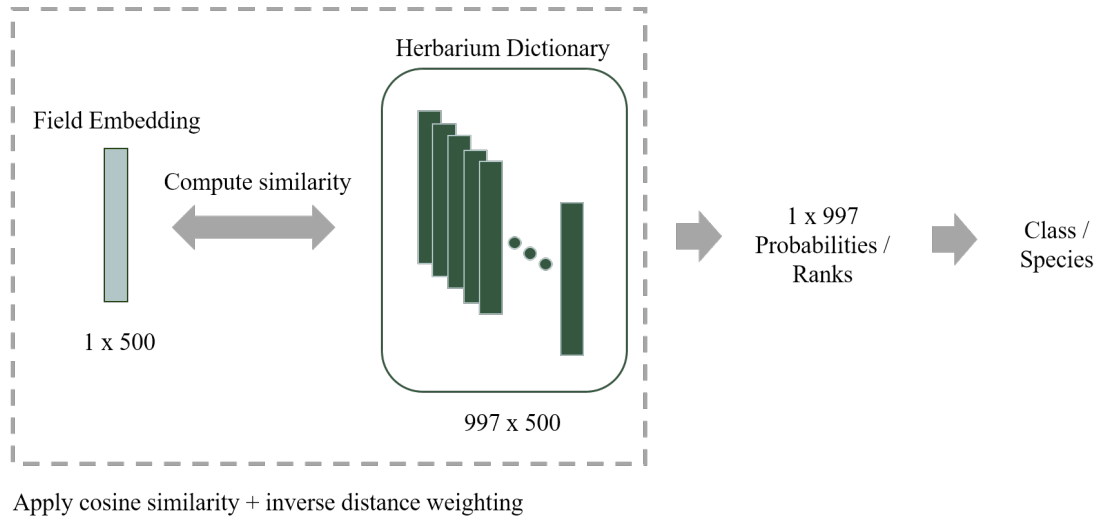 Herbarium Dictionary
Field Embedding
Compute similarity
1 x 500
997 x 500
1 x 997
Probabilities /
Ranks
Class /
Species
Apply cosine similarity + inverse distance weighting